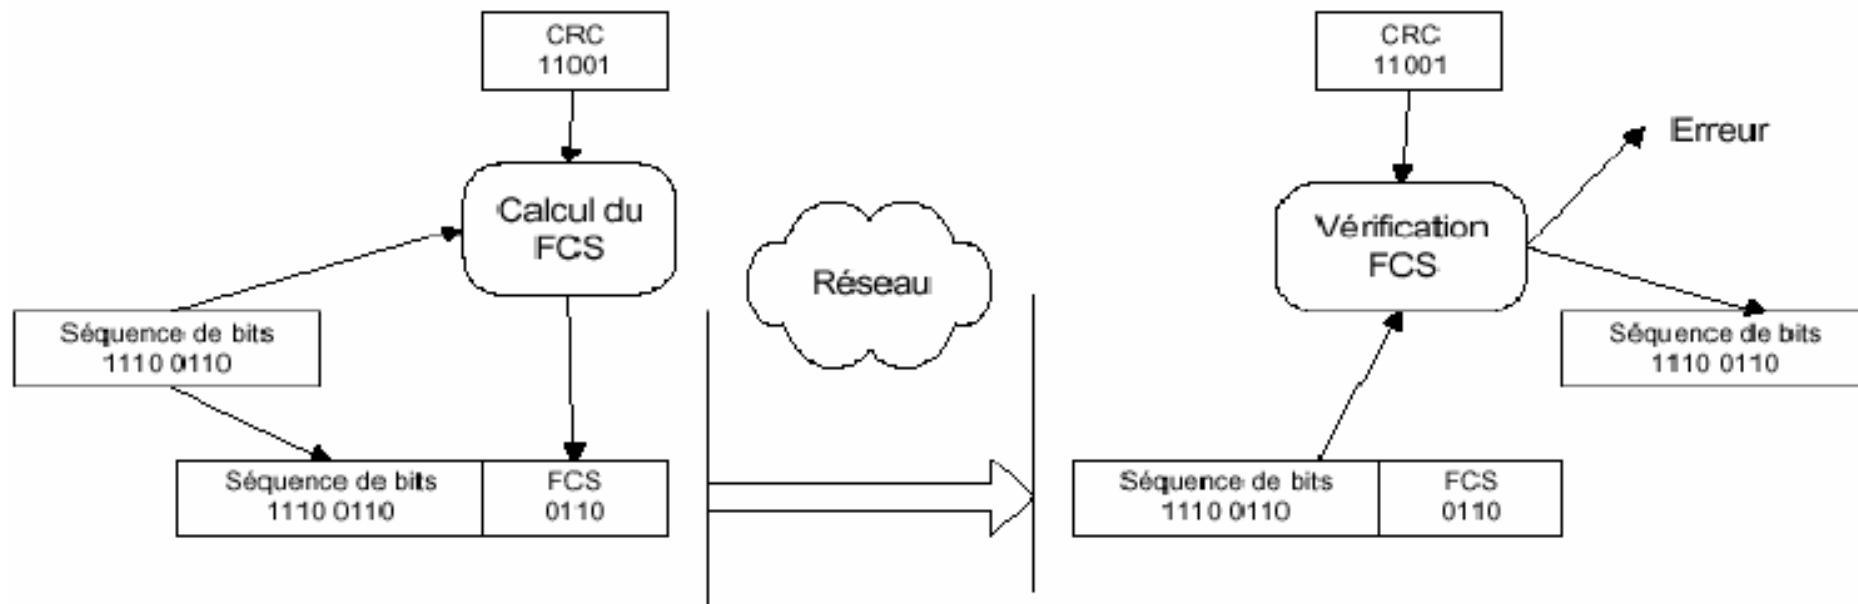 CRC
11001
Calcul du
FCS
Séquence de bits
1110 0110
Séquence de bits
1110 0110
FCS
0110
Réseau
CRC
11001
Erreur
Vérification
FCS
Séquence de bits
1110 0110
Séquence de bits
1110 0110
FCS
0110